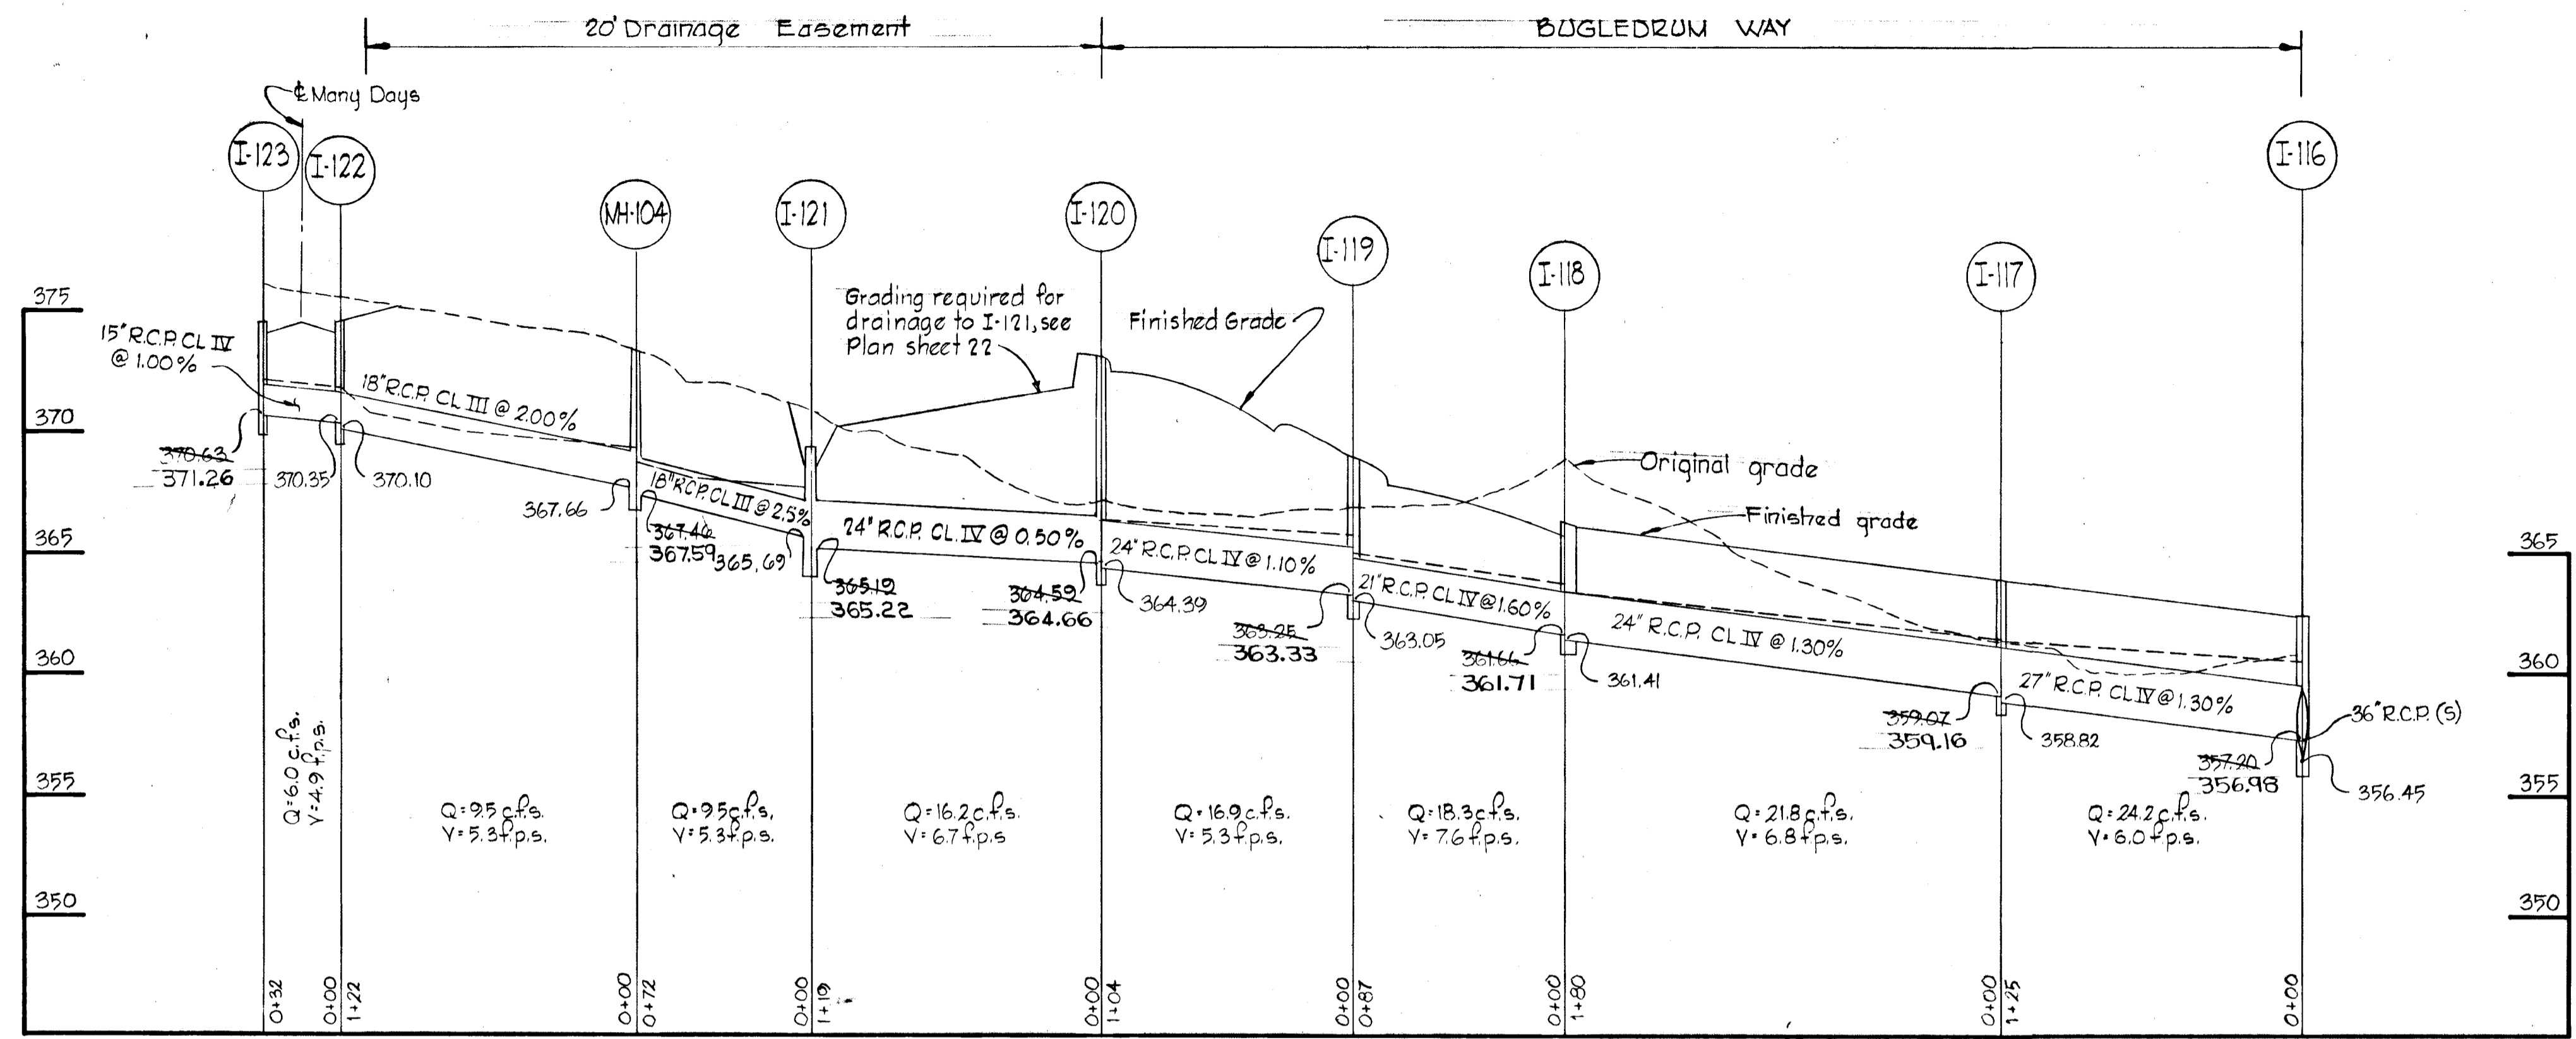 20' Drainage Easement
BUGLEDRUM WAY
℄ Many Days
I-123
I-122
MH-104
I-121
I-120
I-119
I-118
I-117
I-116
375
370
365
360
355
350
365
360
355
350
15" R.C.P. CL IV
@ 1.00%
18" R.C.P. CL III @ 2.00%
18" R.C.P. CL III @ 2.5%
24" R.C.P. CL. IV @ 0.50%
24" R.C.P. CL IV @ 1.10%
21" R.C.P. CL IV @ 1.60%
24" R.C.P. CL IV @ 1.30%
27" R.C.P. CL IV @ 1.30%
36" R.C.P. (S)
Grading required for
drainage to I-121, see
Plan sheet 22
Finished Grade
Original grade
Finished grade
370.63
371.26
370.35
370.10
367.66
367.46
367.59
365.69
365.19
365.22
364.59
364.66
364.39
363.25
363.33
363.05
361.66
361.71
361.41
359.07
359.16
358.82
357.20
356.98
356.45
Q=6.0 c.f.s.
V=4.9 f.p.s.
Q=9.5 c.f.s.
V=5.3 f.p.s.
Q=9.5 c.f.s.
V=5.3 f.p.s.
Q=16.2 c.f.s.
V=6.7 f.p.s
Q=16.9 c.f.s.
V=5.3 f.p.s.
Q=18.3 c.f.s.
V=7.6 f.p.s.
Q=21.8 c.f.s.
V=6.8 f.p.s.
Q=24.2 c.f.s.
V=6.0 f.p.s.
0+32
0+00
1+22
0+00
0+72
0+00
1+19
0+00
1+04
0+00
0+87
0+00
1+80
0+00
1+25
0+00